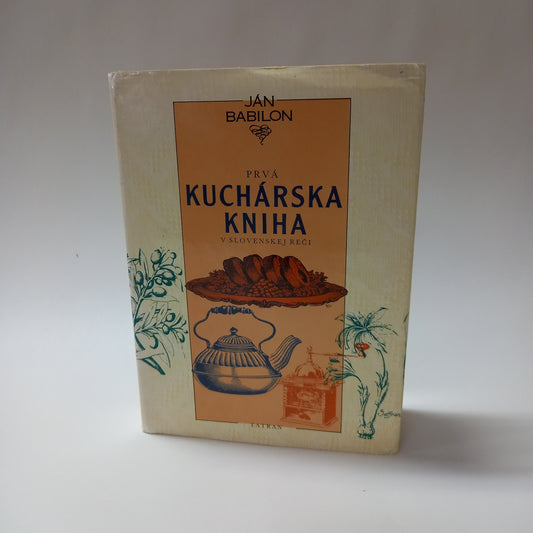 JÁN
BABILON
PRVÁ
KUCHÁRSKA
KNIHA
V SLOVENSKEJ REČI
TATRAN